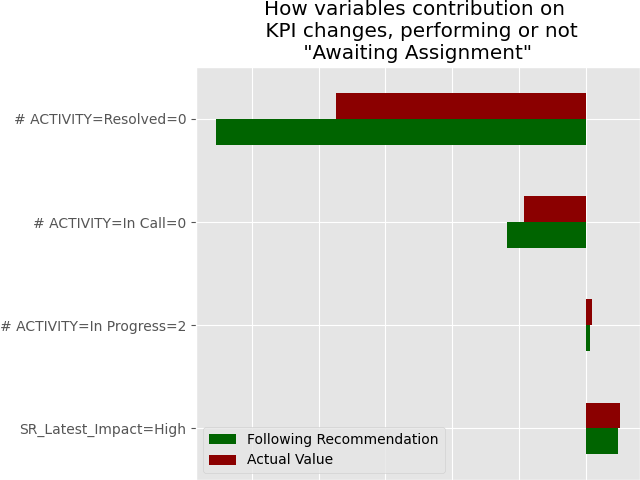 How variables contribution on
KPI changes, performing or not
"Awaiting Assignment"
# ACTIVITY=Resolved=0
# ACTIVITY=In Call=0
# ACTIVITY=In Progress=2
SR_Latest_Impact=High
Following Recommendation
Actual Value